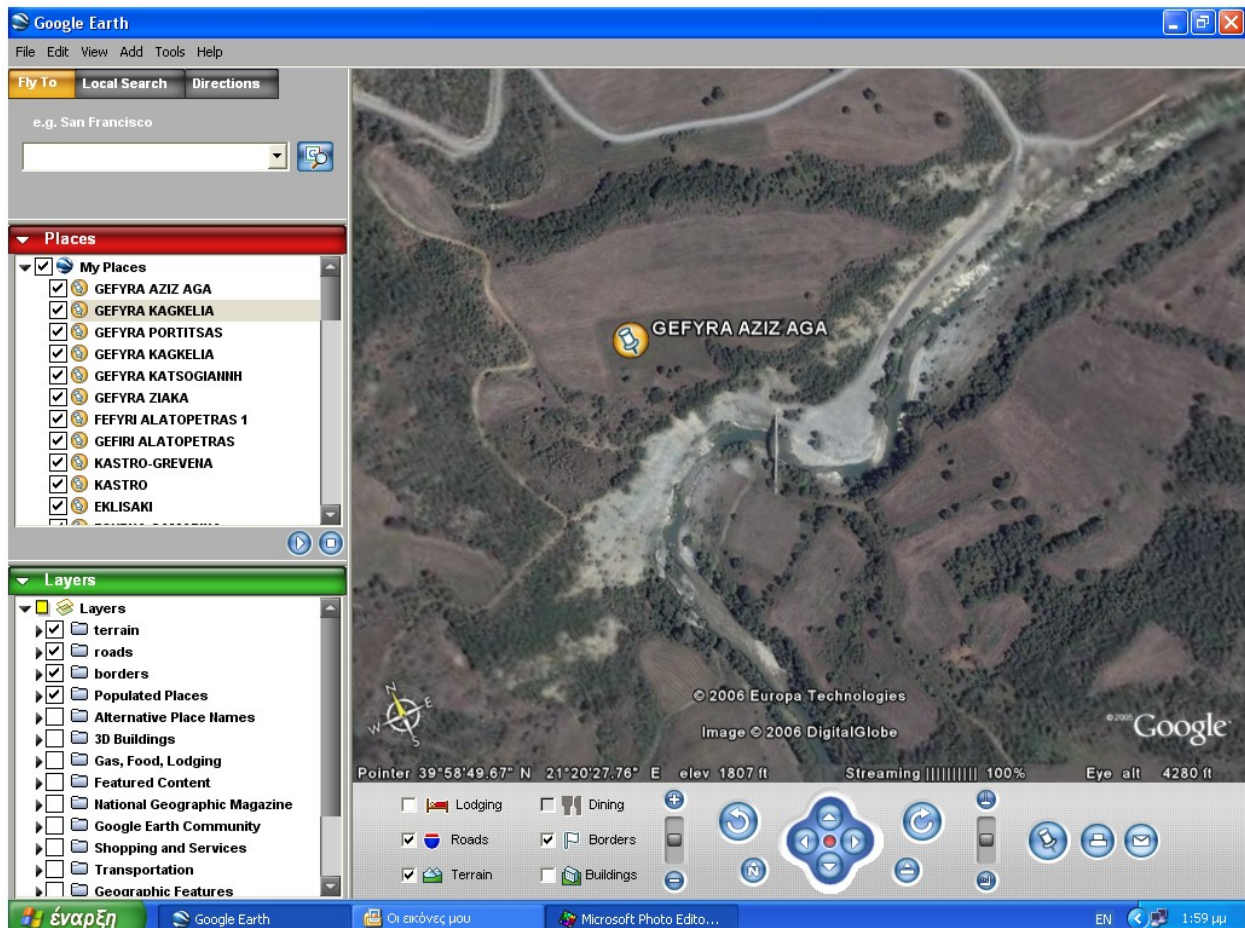 Google Earth
File Edit View Add Tools Help
Fly To Local Search Directions
e.g. San Francisco
Places
My Places
GEFYRA AZIZ AGA
GEFYRA KAGKELIA
GEFYRA PORTITSAS
GEFYRA KAGKELIA
GEFYRA KATSOGIANNH
GEFYRA ZIAKA
FEFYRI ALATOPETRAS 1
GEFIRI ALATOPETRAS
KASTRO-GREVENA
KASTRO
EKLISAKI
Layers
Layers
terrain
roads
borders
Populated Places
Alternative Place Names
3D Buildings
Gas, Food, Lodging
Featured Content
National Geographic Magazine
Google Earth Community
Shopping and Services
Transportation
Geographic Features
GEFYRA AZIZ AGA
N
E
W
S
© 2006 Europa Technologies
Image © 2006 DigitalGlobe
©2005 Google
Pointer 39°58'49.67" N 21°20'27.76" E elev 1807 ft Streaming |||||||||| 100% Eye alt 4280 ft
Lodging Dining
Roads Borders
Terrain Buildings
N
έναρξη Google Earth Οι εικόνες μου Microsoft Photo Edito... EN 1:59 μμ